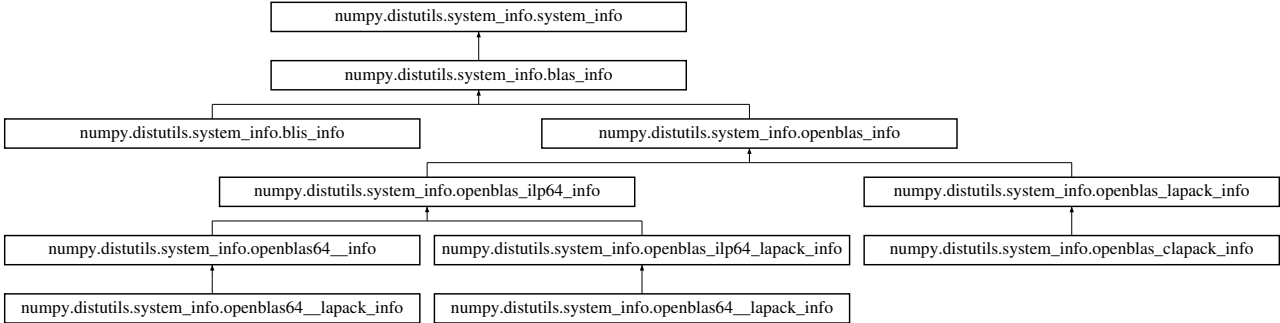 numpy.distutils.system_info.system_info
numpy.distutils.system_info.blas_info
numpy.distutils.system_info.blis_info
numpy.distutils.system_info.openblas_info
numpy.distutils.system_info.openblas_ilp64_info
numpy.distutils.system_info.openblas_lapack_info
numpy.distutils.system_info.openblas64__info
numpy.distutils.system_info.openblas_ilp64_lapack_info
numpy.distutils.system_info.openblas_clapack_info
numpy.distutils.system_info.openblas64__lapack_info
numpy.distutils.system_info.openblas64__lapack_info